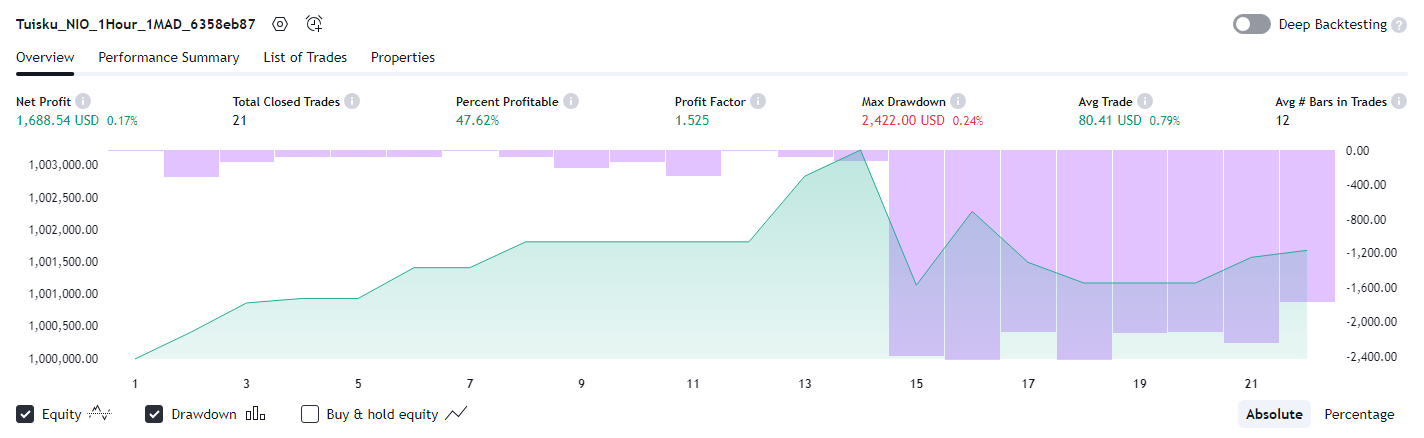 Tuisku_NIO_1Hour_1MAD_6358eb87
Deep Backtesting ?
Overview Performance Summary List of Trades Properties
Net Profit i Total Closed Trades i Percent Profitable i Profit Factor i Max Drawdown i Avg Trade i Avg # Bars in Trades i
1,688.54 USD 0.17% 21 47.62% 1.525 2,422.00 USD 0.24% 80.41 USD 0.79% 12
1,003,000.00 0.00
1,002,500.00 -400.00
1,002,000.00 -800.00
1,001,500.00 -1,200.00
1,001,000.00 -1,600.00
1,000,500.00 -2,000.00
1,000,000.00 -2,400.00
1 3 5 7 9 11 13 15 17 19 21
Equity Drawdown Buy & hold equity Absolute Percentage